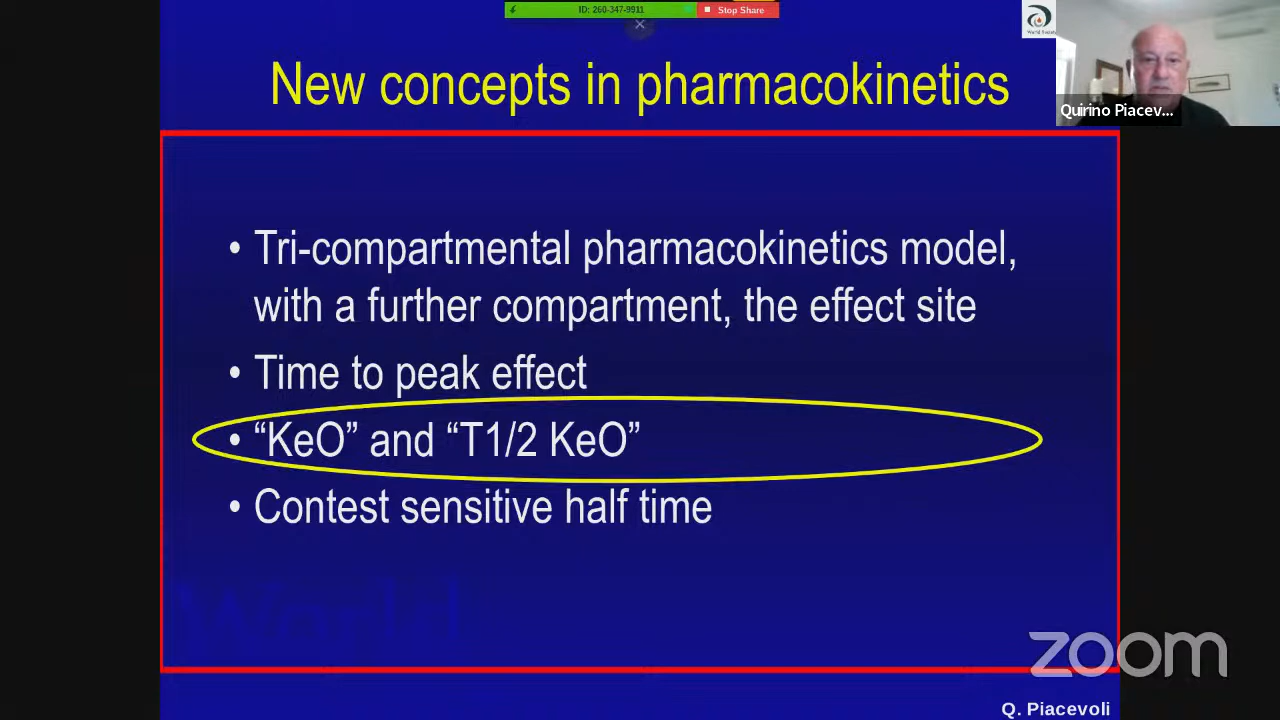 ID: 260-347-9911
Stop Share
New concepts in pharmacokinetics
Quirino Piacev...
• Tri-compartmental pharmacokinetics model,
with a further compartment, the effect site
• Time to peak effect
• “KeO” and “T1/2 KeO”
• Contest sensitive half time
World
zoom
Q. Piacevoli